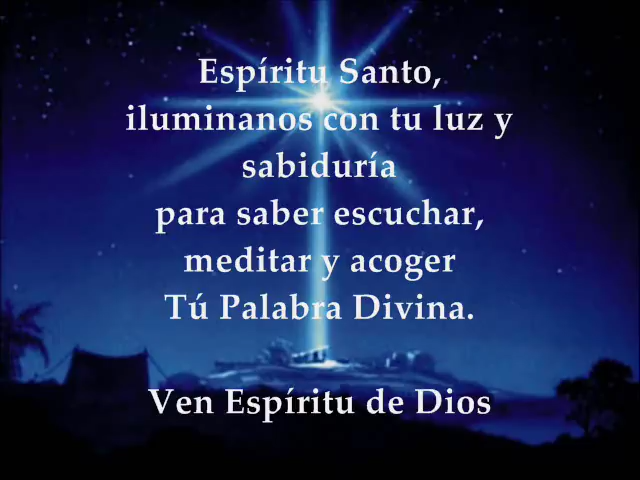 Espíritu Santo,
iluminanos con tu luz y
sabiduría
para saber escuchar,
meditar y acoger
Tú Palabra Divina.
Ven Espíritu de Dios